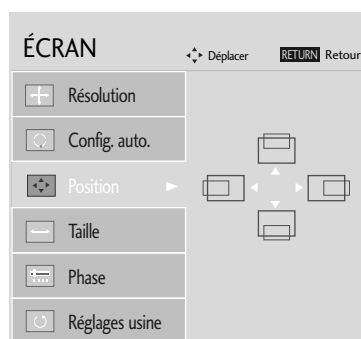 ÉCRAN
Déplacer RETURN Retour
Résolution
Config. auto.
Position
Taille
Phase
Réglages usine